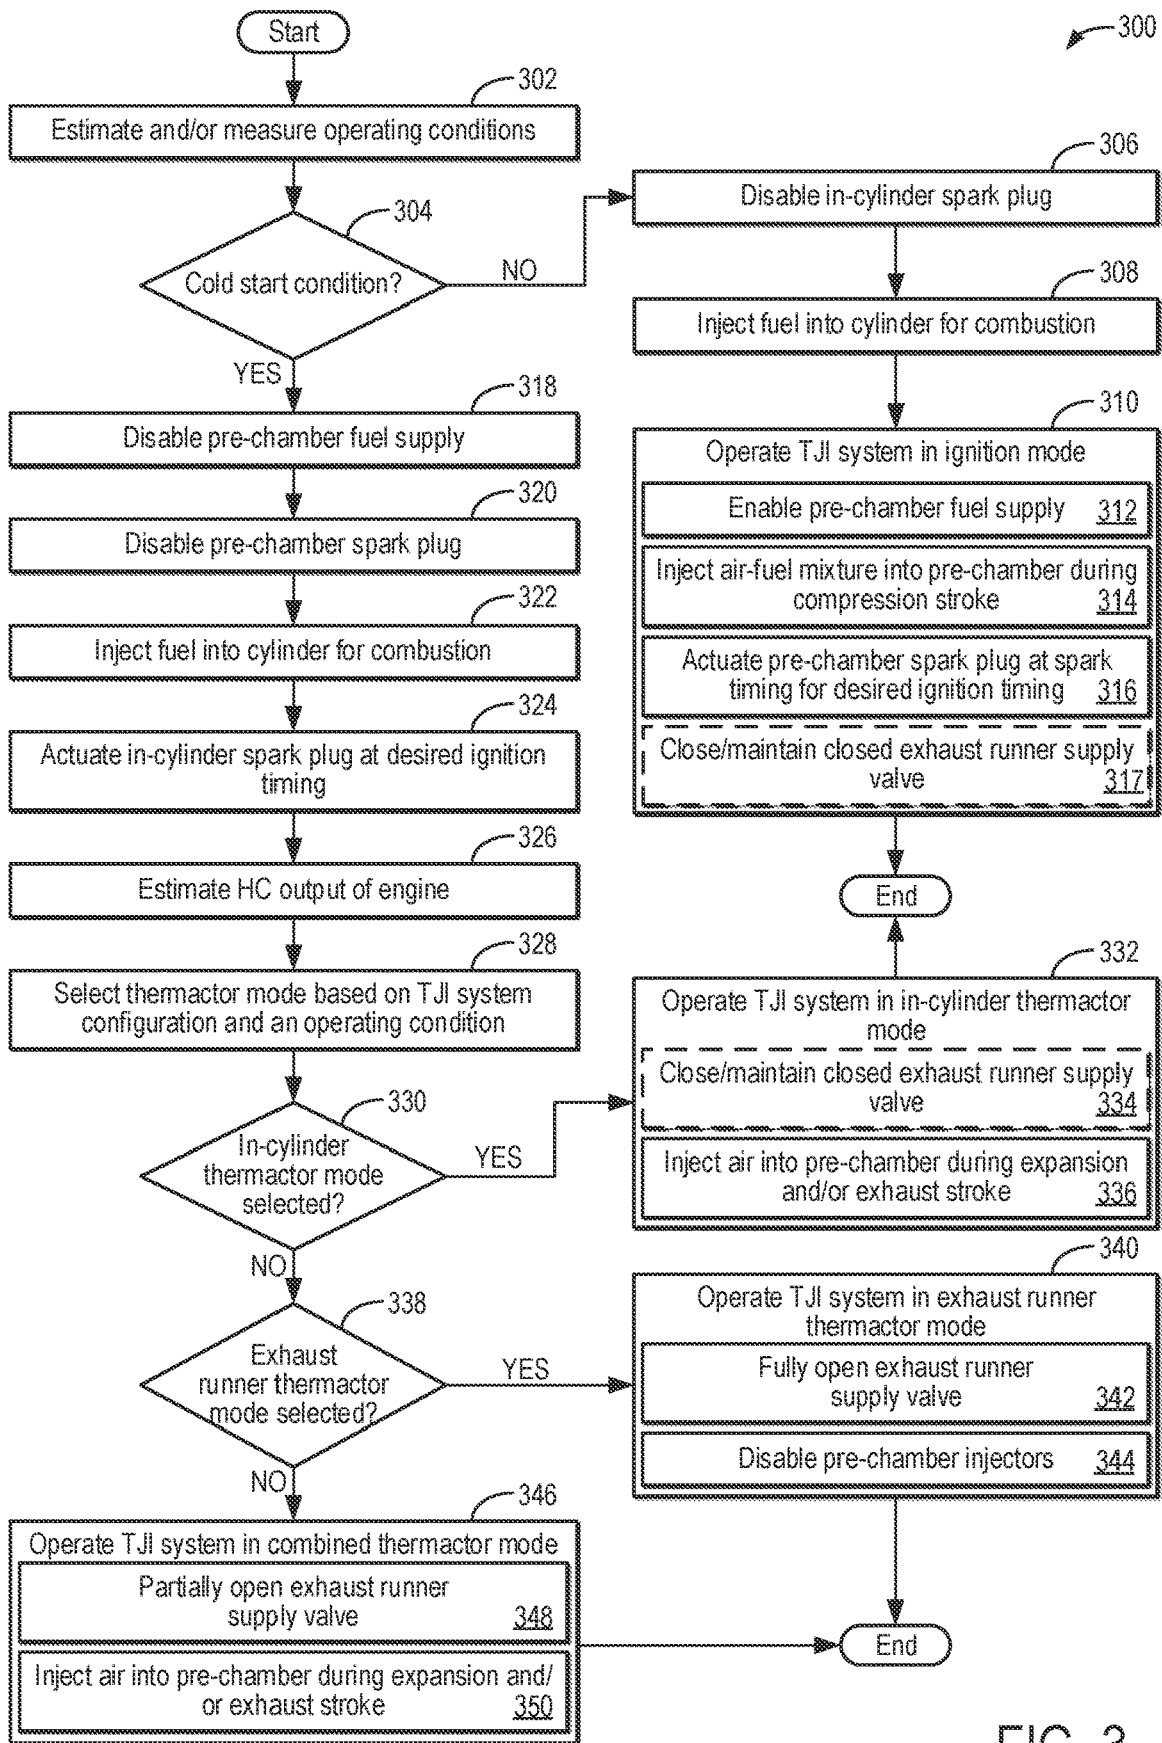 Start
300
302
Estimate and/or measure operating conditions
304
Cold start condition?
NO
YES
306
Disable in-cylinder spark plug
308
Inject fuel into cylinder for combustion
310
Operate TJI system in ignition mode
Enable pre-chamber fuel supply 312
Inject air-fuel mixture into pre-chamber during
compression stroke 314
Actuate pre-chamber spark plug at spark
timing for desired ignition timing 316
Close/maintain closed exhaust runner supply
valve 317
End
318
Disable pre-chamber fuel supply
320
Disable pre-chamber spark plug
322
Inject fuel into cylinder for combustion
324
Actuate in-cylinder spark plug at desired ignition
timing
326
Estimate HC output of engine
328
Select thermactor mode based on TJI system
configuration and an operating condition
330
In-cylinder
thermactor mode
selected?
YES
NO
332
Operate TJI system in in-cylinder thermactor
mode
Close/maintain closed exhaust runner supply
valve 334
Inject air into pre-chamber during expansion
and/or exhaust stroke 336
338
Exhaust
runner thermactor
mode selected?
YES
NO
340
Operate TJI system in exhaust runner
thermactor mode
Fully open exhaust runner
supply valve 342
Disable pre-chamber injectors 344
346
Operate TJI system in combined thermactor mode
Partially open exhaust runner
supply valve 348
Inject air into pre-chamber during expansion and/
or exhaust stroke 350
End
FIG. 3